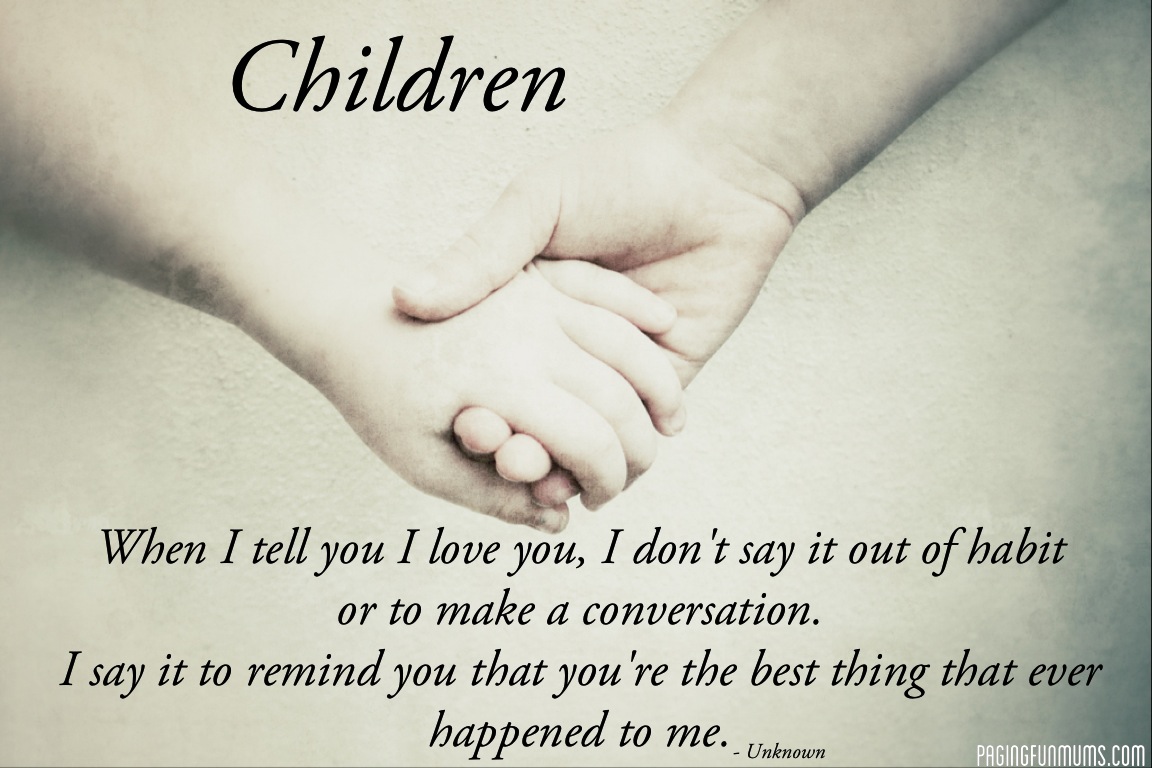 Children
When I tell you I love you, I don't say it out of habit
or to make a conversation.
I say it to remind you that you're the best thing that ever
happened to me. - Unknown
PAGINGFUNMUMS.COM